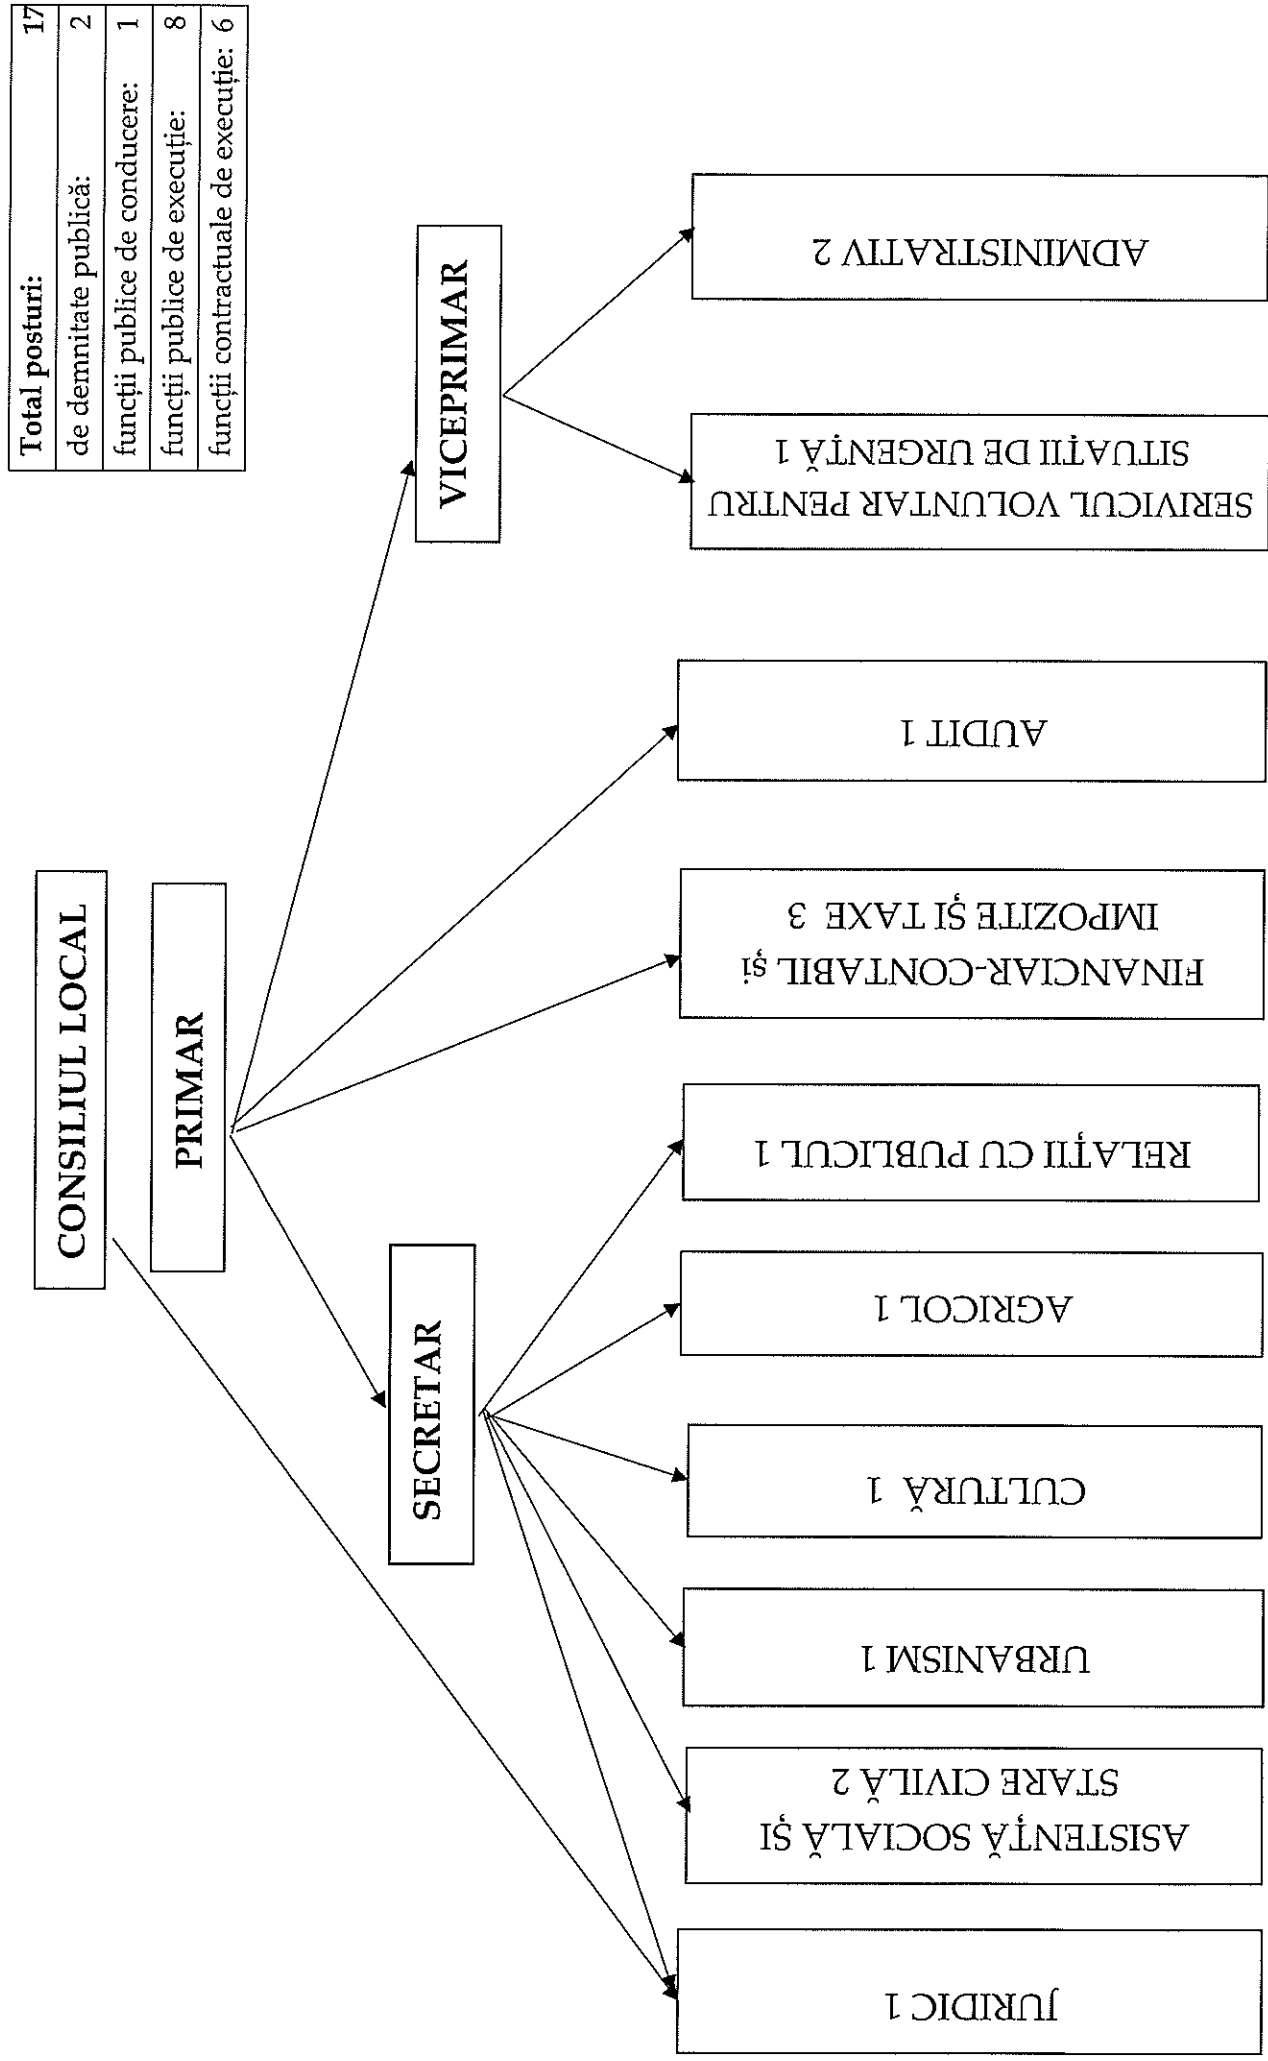 Total posturi: 17
de demnitate publică: 2
funcții publice de conducere: 1
funcții publice de execuție: 8
funcții contractuale de execuție: 6
CONSILIUL LOCAL
PRIMAR
SECRETAR
VICEPRIMAR
JURIDIC 1
ASISTENȚĂ SOCIALĂ ȘI
STARE CIVILĂ 2
URBANISM 1
CULTURĂ 1
AGRICOL 1
RELAȚII CU PUBLICUL 1
FINANCIAR-CONTABIL și
IMPOZITE ȘI TAXE 3
AUDIT 1
SERIVICUL VOLUNTAR PENTRU
SITUAȚII DE URGENȚĂ 1
ADMINISTRATIV 2